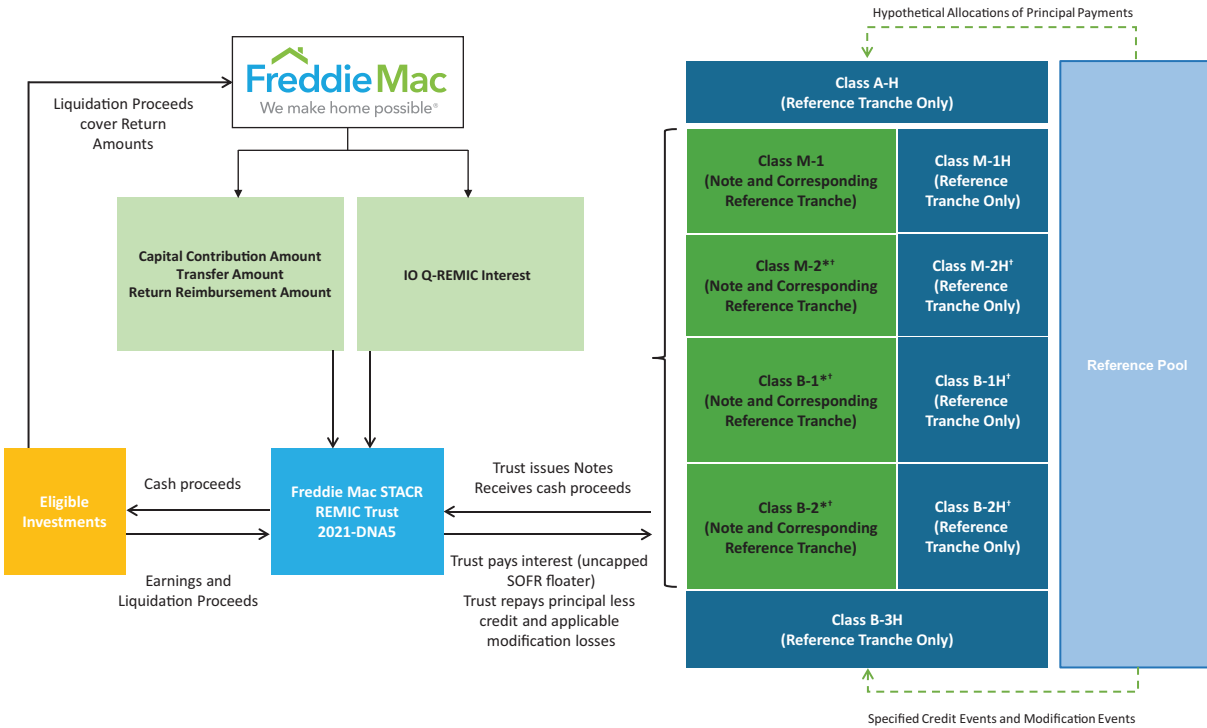 Hypothetical Allocations of Principal Payments
Freddie Mac
We make home possible®
Liquidation Proceeds
cover Return
Amounts
Capital Contribution Amount
Transfer Amount
Return Reimbursement Amount
IO Q-REMIC Interest
Eligible
Investments
Cash proceeds
Earnings and
Liquidation Proceeds
Freddie Mac STACR
REMIC Trust
2021-DNA5
Trust issues Notes
Receives cash proceeds
Trust pays interest (uncapped
SOFR floater)
Trust repays principal less
credit and applicable
modification losses
Class A-H
(Reference Tranche Only)
Class M-1
(Note and Corresponding
Reference Tranche)
Class M-1H
(Reference
Tranche Only)
Class M-2*†
(Note and Corresponding
Reference Tranche)
Class M-2H†
(Reference
Tranche Only)
Class B-1*†
(Note and Corresponding
Reference Tranche)
Class B-1H†
(Reference
Tranche Only)
Class B-2*†
(Note and Corresponding
Reference Tranche)
Class B-2H†
(Reference
Tranche Only)
Class B-3H
(Reference Tranche Only)
Reference Pool
Specified Credit Events and Modification Events